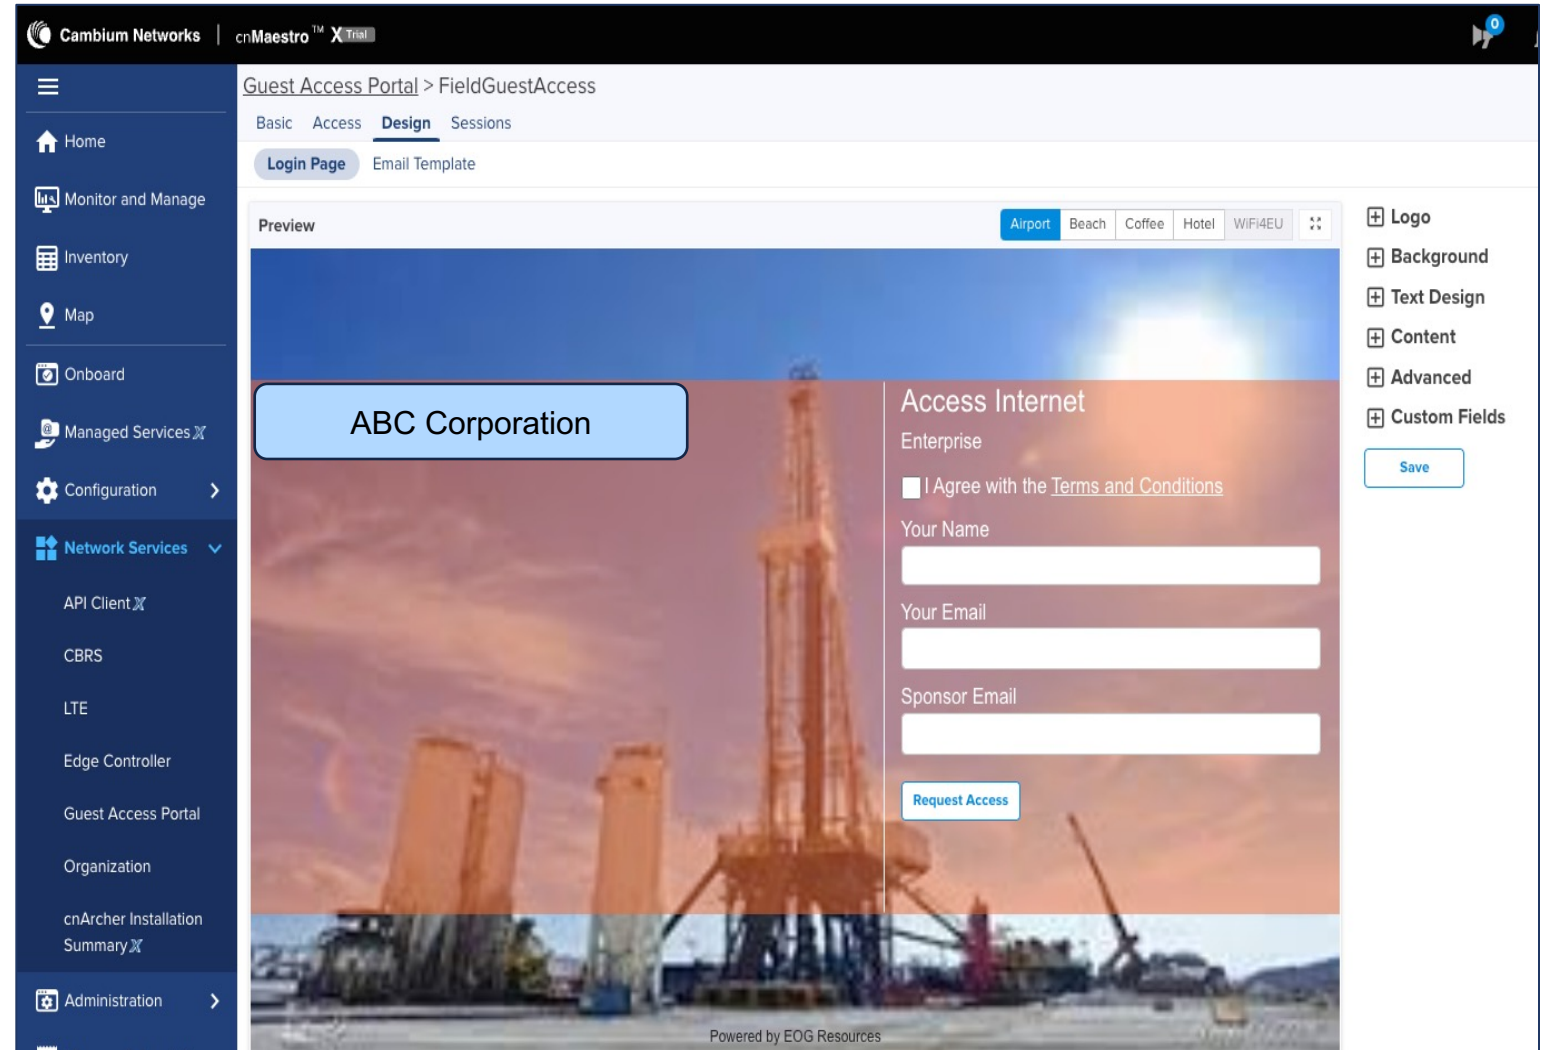 Cambium Networks | cnMaestro™ X Trial
0
Guest Access Portal > FieldGuestAccess
Basic Access Design Sessions
Login Page Email Template
Home
Monitor and Manage
Inventory
Map
Onboard
Managed Services X
Configuration
Network Services
API Client X
CBRS
LTE
Edge Controller
Guest Access Portal
Organization
cnArcher Installation
Summary X
Administration
Preview
Airport Beach Coffee Hotel WiFi4EU
ABC Corporation
Access Internet
Enterprise
I Agree with the Terms and Conditions
Your Name
Your Email
Sponsor Email
Request Access
Powered by EOG Resources
Logo
Background
Text Design
Content
Advanced
Custom Fields
Save